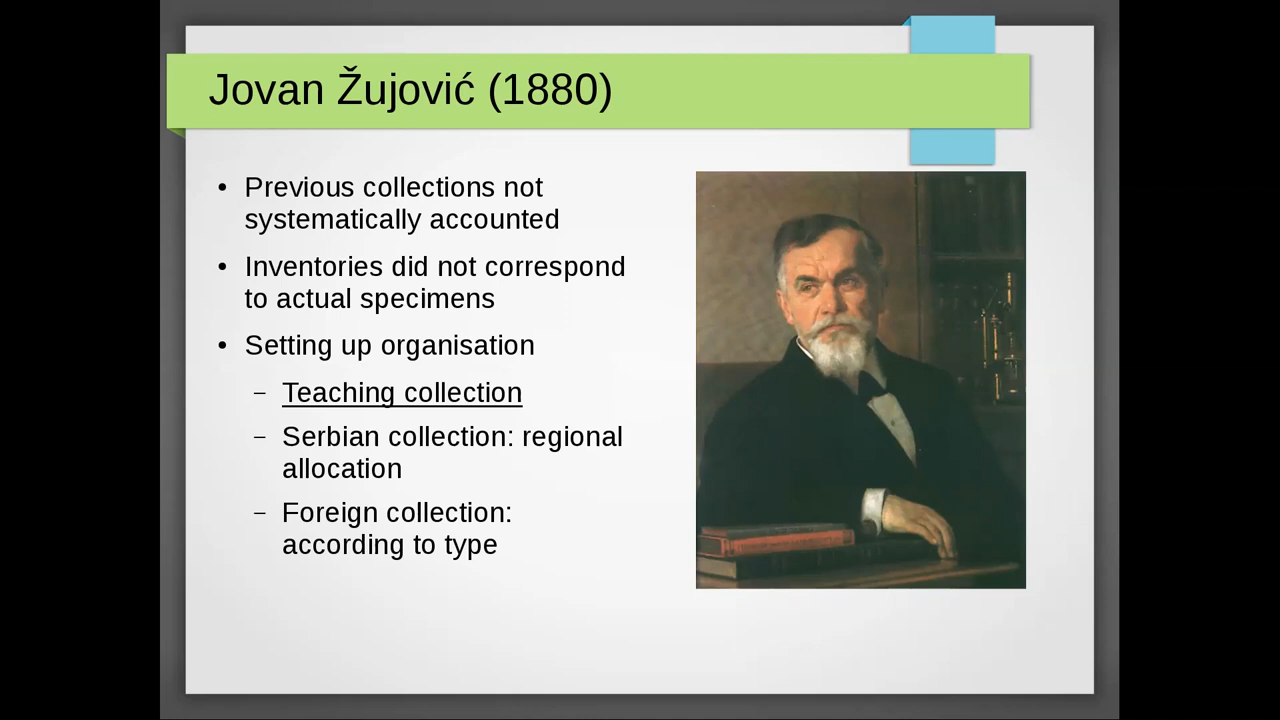 Jovan Žujović (1880)
• Previous collections not
systematically accounted
• Inventories did not correspond
to actual specimens
• Setting up organisation
– Teaching collection
– Serbian collection: regional
allocation
– Foreign collection:
according to type